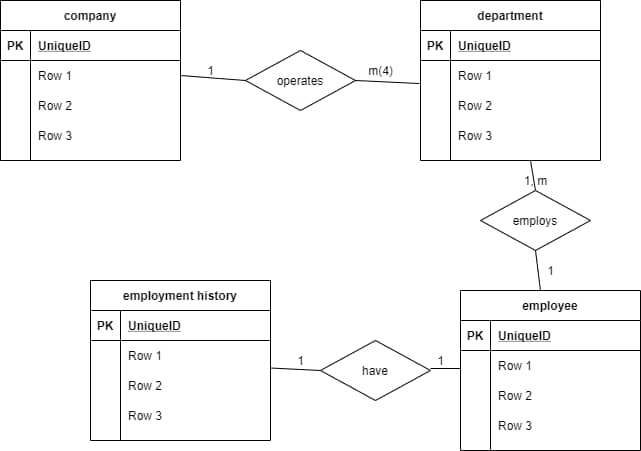 company
PK UniqueID
Row 1
Row 2
Row 3
1
operates
m(4)
department
PK UniqueID
Row 1
Row 2
Row 3
1, m
employs
1
employment history
PK UniqueID
Row 1
Row 2
Row 3
1
have
1
employee
PK UniqueID
Row 1
Row 2
Row 3